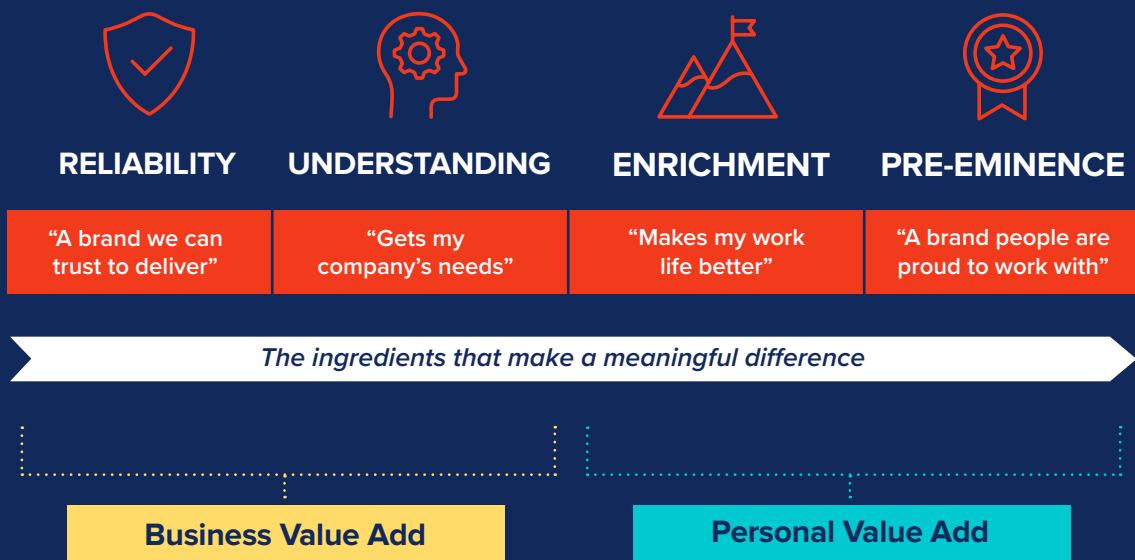 RELIABILITY
UNDERSTANDING
ENRICHMENT
PRE-EMINENCE
“A brand we can
trust to deliver”
“Gets my
company’s needs”
“Makes my work
life better”
“A brand people are
proud to work with”
The ingredients that make a meaningful difference
Business Value Add
Personal Value Add